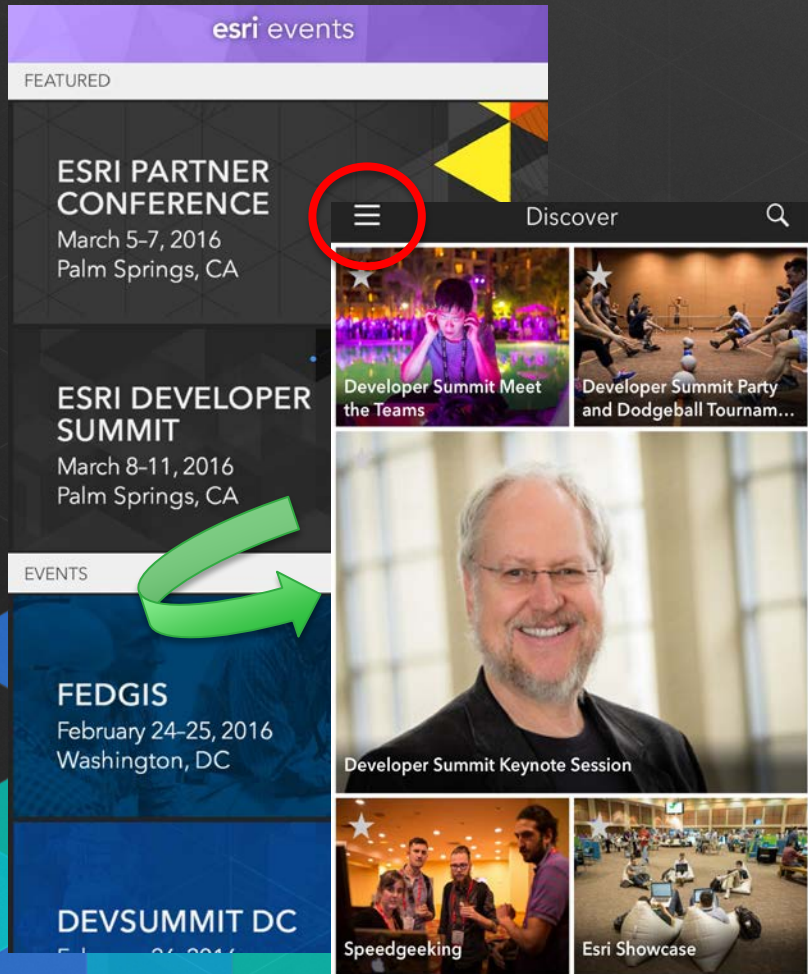 esri events
FEATURED
ESRI PARTNER
CONFERENCE
March 5–7, 2016
Palm Springs, CA
ESRI DEVELOPER
SUMMIT
March 8–11, 2016
Palm Springs, CA
EVENTS
FEDGIS
February 24–25, 2016
Washington, DC
DEVSUMMIT DC
Discover
Developer Summit Meet
the Teams
Developer Summit Party
and Dodgeball Tournam...
Developer Summit Keynote Session
Speedgeeking
Esri Showcase